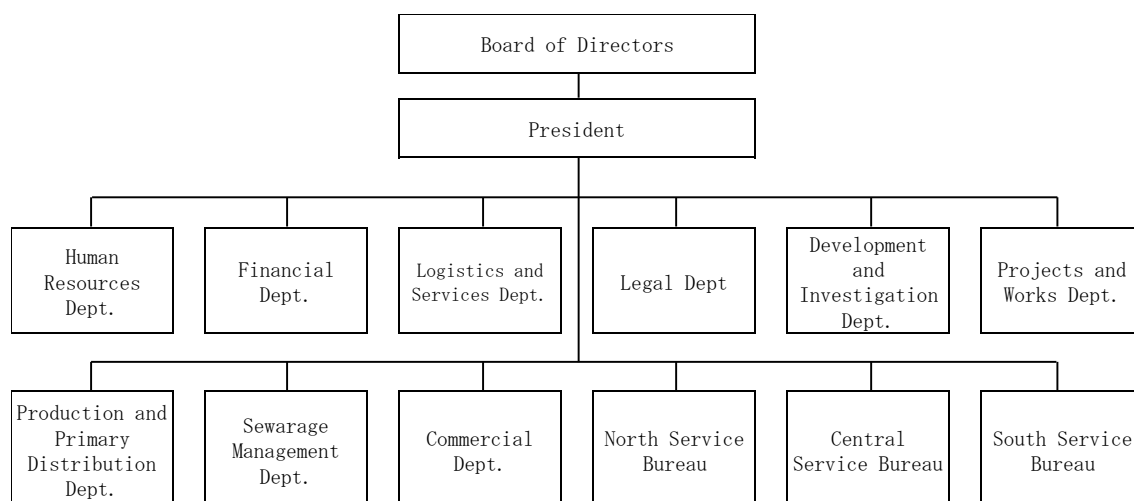 Board of Directors
President
Human
Resources
Dept.
Financial
Dept.
Logistics and
Services Dept.
Legal Dept
Development
and
Investigation
Dept.
Projects and
Works Dept.
Production and
Primary
Distribution
Dept.
Sewarage
Management
Dept.
Commercial
Dept.
North Service
Bureau
Central
Service Bureau
South Service
Bureau